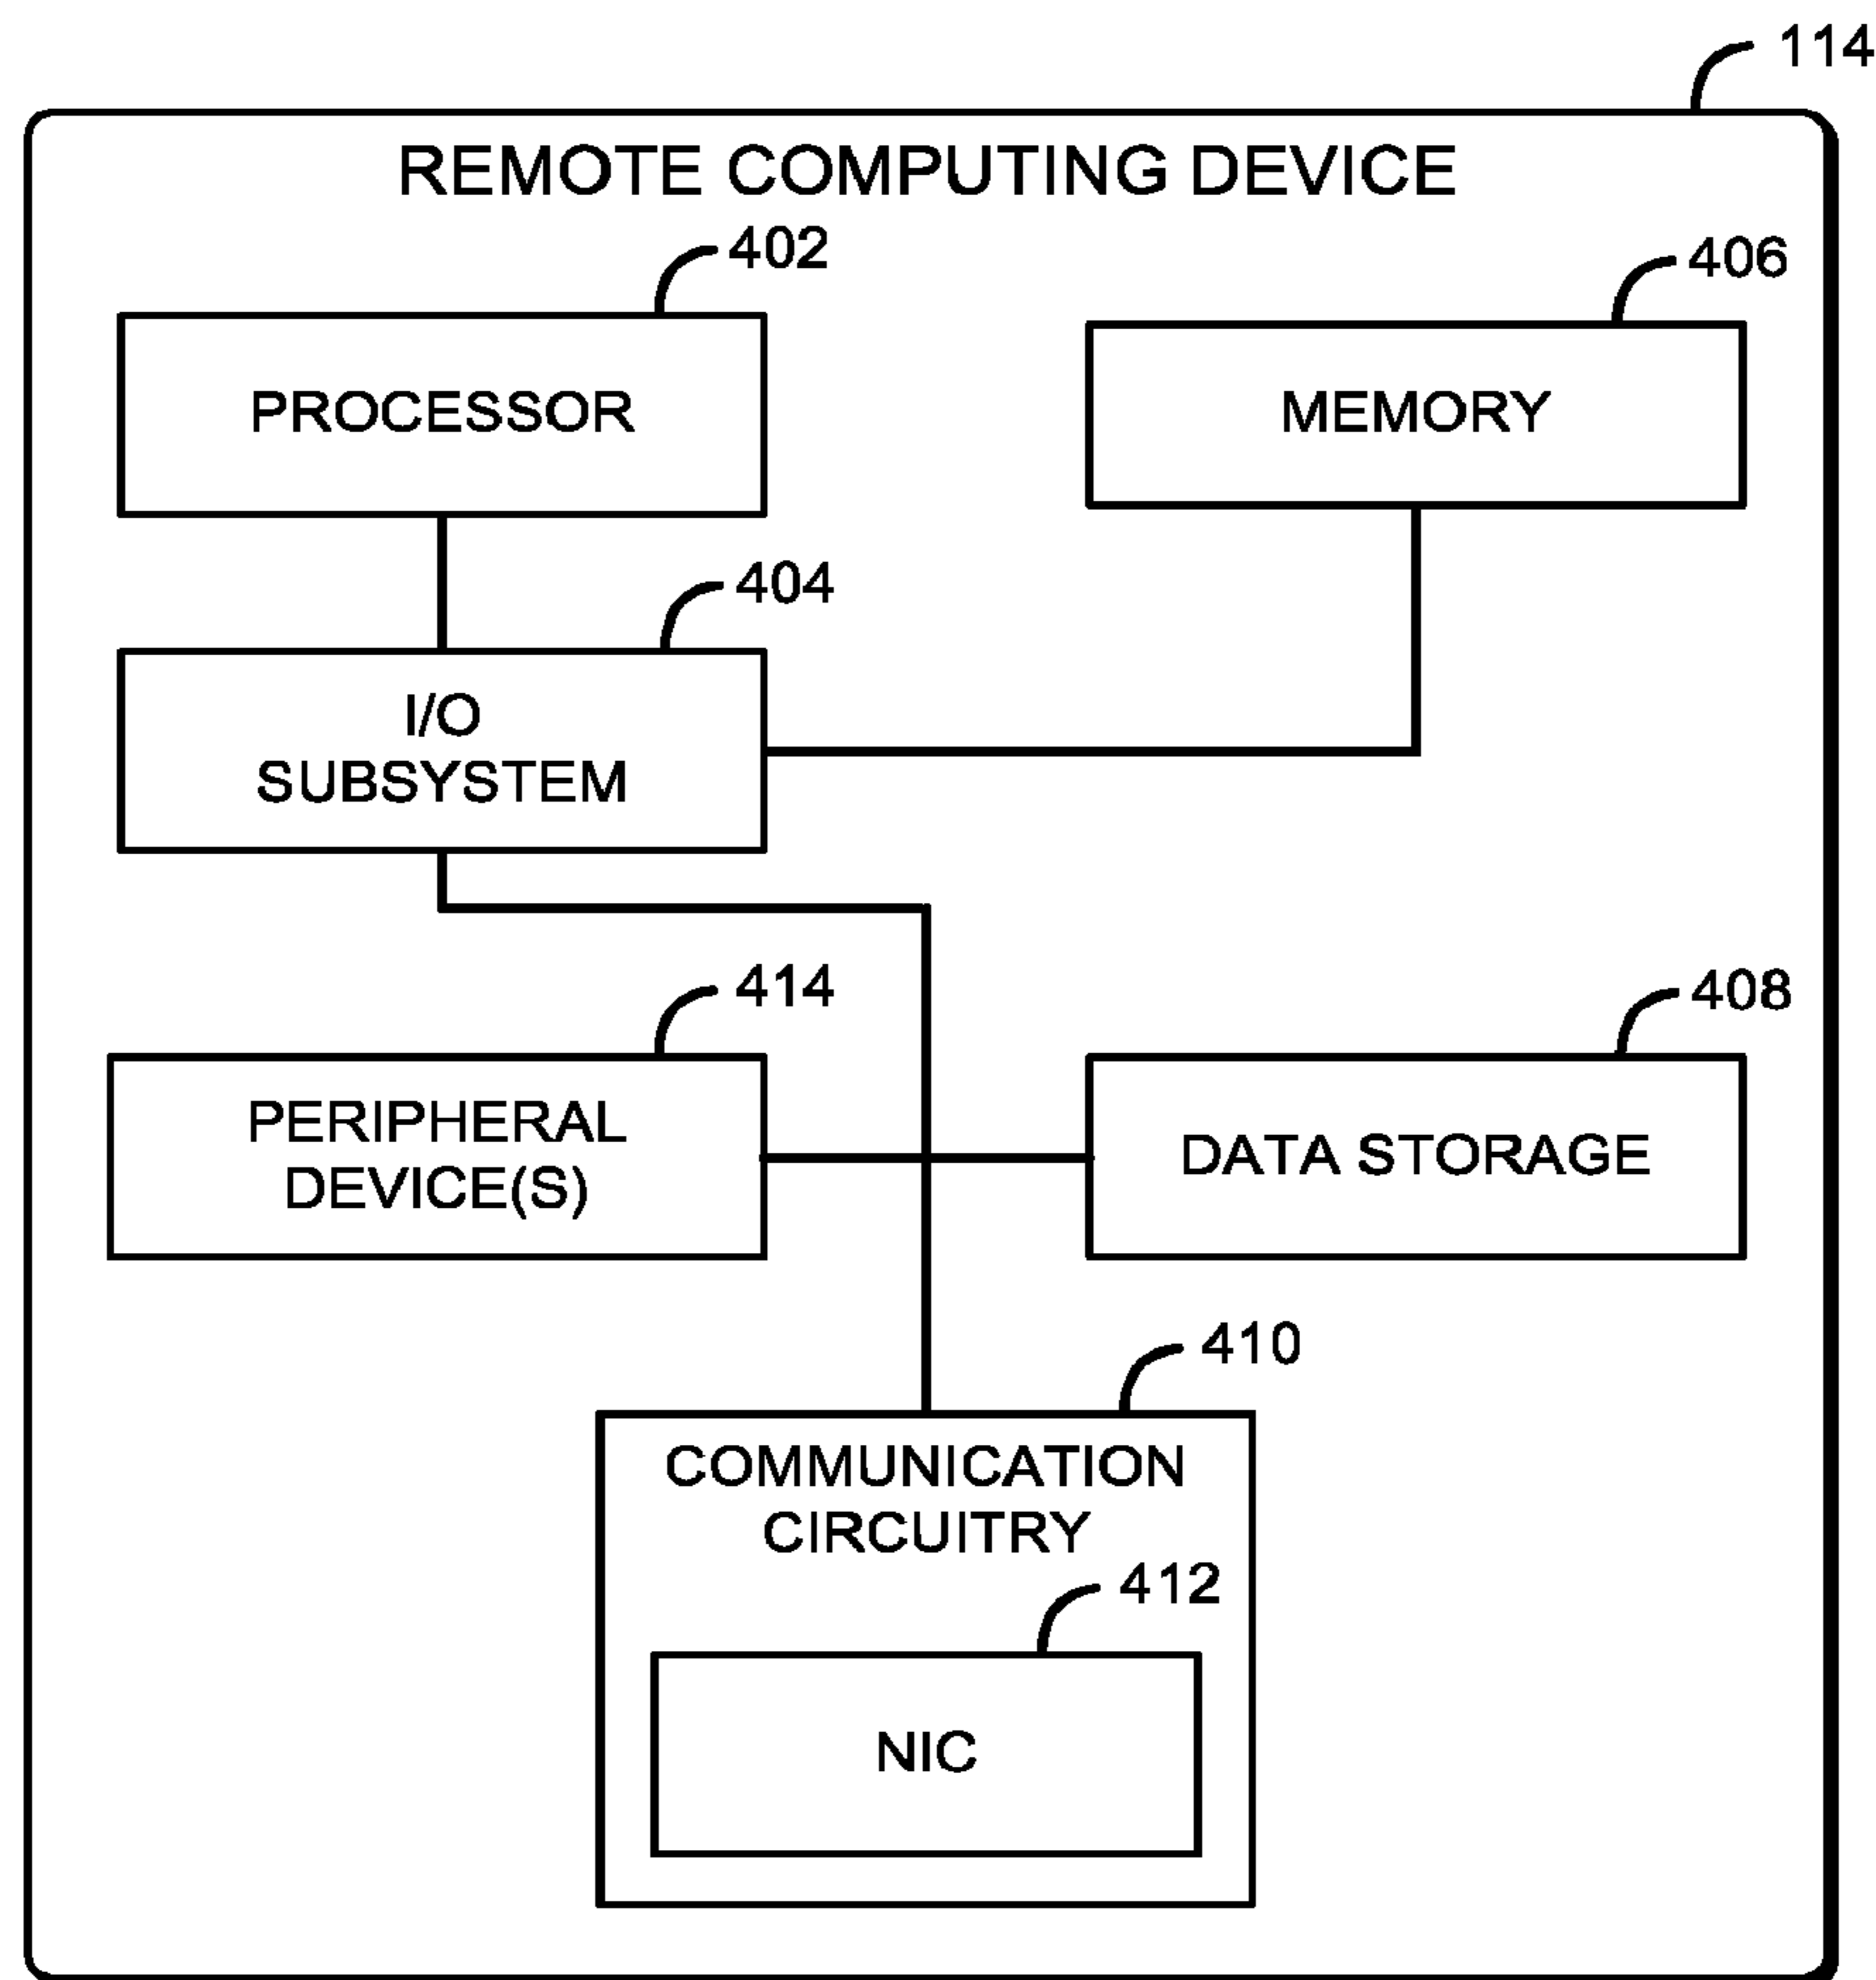 114
REMOTE COMPUTING DEVICE
402
406
PROCESSOR
MEMORY
404
I/O
SUBSYSTEM
414
408
PERIPHERAL
DEVICE(S)
DATA STORAGE
410
COMMUNICATION
CIRCUITRY
412
NIC